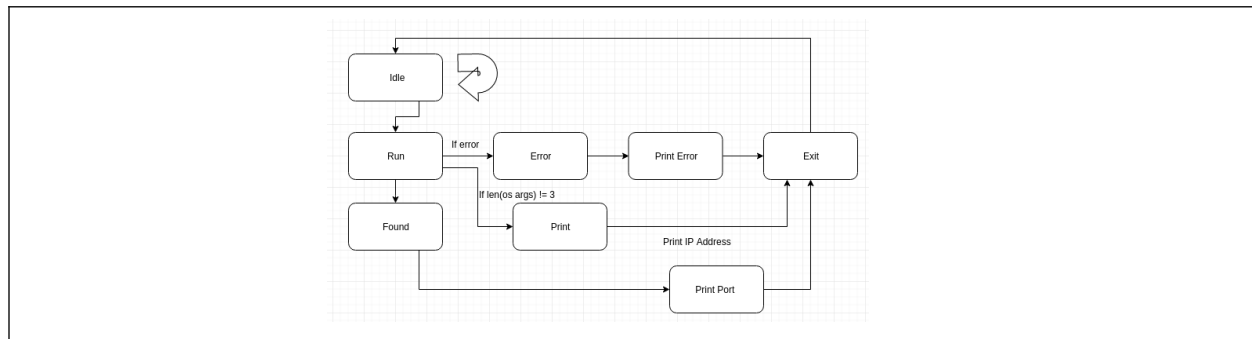 Idle
If error
Run
Error
Print Error
Exit
If len(os args) != 3
Found
Print
Print IP Address
Print Port